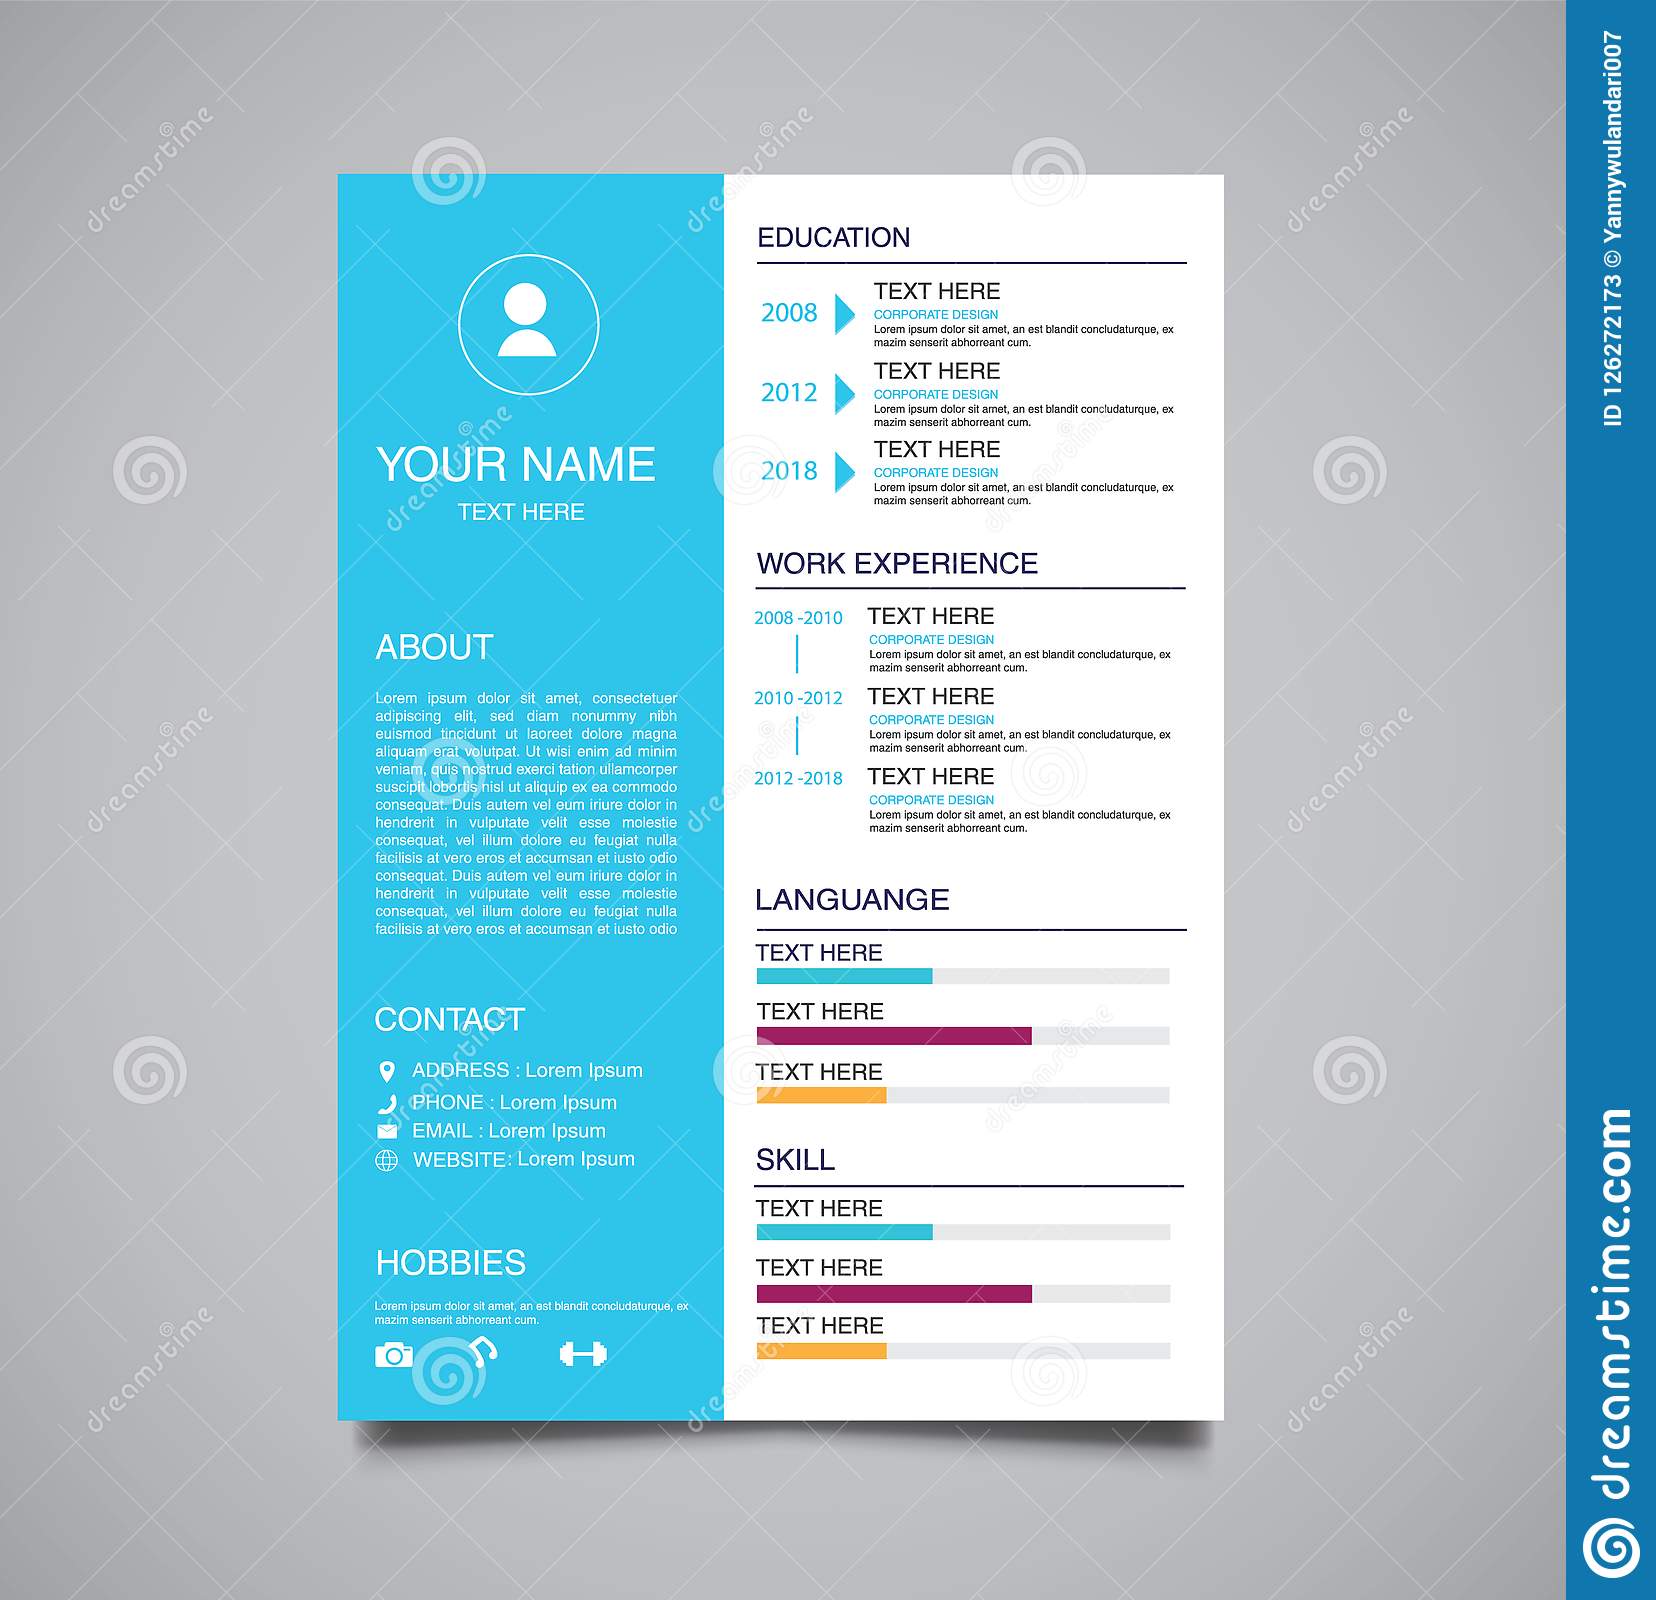 YOUR NAME
TEXT HERE
ABOUT
Lorem ipsum dolor sit amet, consectetuer
adipiscing elit, sed diam nonummy nibh
euismod tincidunt ut laoreet dolore magna
aliquam erat volutpat. Ut wisi enim ad minim
veniam, quis nostrud exerci tation ullamcorper
suscipit lobortis nisl ut aliquip ex ea commodo
consequat. Duis autem vel eum iriure dolor in
hendrerit in vulputate velit esse molestie
consequat, vel illum dolore eu feugiat nulla
facilisis at vero eros et accumsan et iusto odio
consequat. Duis autem vel eum iriure dolor in
hendrerit in vulputate velit esse molestie
consequat, vel illum dolore eu feugiat nulla
facilisis at vero eros et accumsan et iusto odio
CONTACT
ADDRESS : Lorem Ipsum
PHONE : Lorem Ipsum
EMAIL : Lorem Ipsum
WEBSITE: Lorem Ipsum
HOBBIES
Lorem ipsum dolor sit amet, an est blandit concludaturque, ex
mazim senserit abhorreant cum.
EDUCATION
2008
TEXT HERE
CORPORATE DESIGN
Lorem ipsum dolor sit amet, an est blandit concludaturque, ex
mazim senserit abhorreant cum.
2012
TEXT HERE
CORPORATE DESIGN
Lorem ipsum dolor sit amet, an est blandit concludaturque, ex
mazim senserit abhorreant cum.
2018
TEXT HERE
CORPORATE DESIGN
Lorem ipsum dolor sit amet, an est blandit concludaturque, ex
mazim senserit abhorreant cum.
WORK EXPERIENCE
2008 -2010 TEXT HERE
CORPORATE DESIGN
Lorem ipsum dolor sit amet, an est blandit concludaturque, ex
mazim senserit abhorreant cum.
2010 -2012 TEXT HERE
CORPORATE DESIGN
Lorem ipsum dolor sit amet, an est blandit concludaturque, ex
mazim senserit abhorreant cum.
2012 -2018 TEXT HERE
CORPORATE DESIGN
Lorem ipsum dolor sit amet, an est blandit concludaturque, ex
mazim senserit abhorreant cum.
LANGUANGE
TEXT HERE
TEXT HERE
TEXT HERE
SKILL
TEXT HERE
TEXT HERE
TEXT HERE
ID 126272173 © Yannywulandari007
dreamstime.com